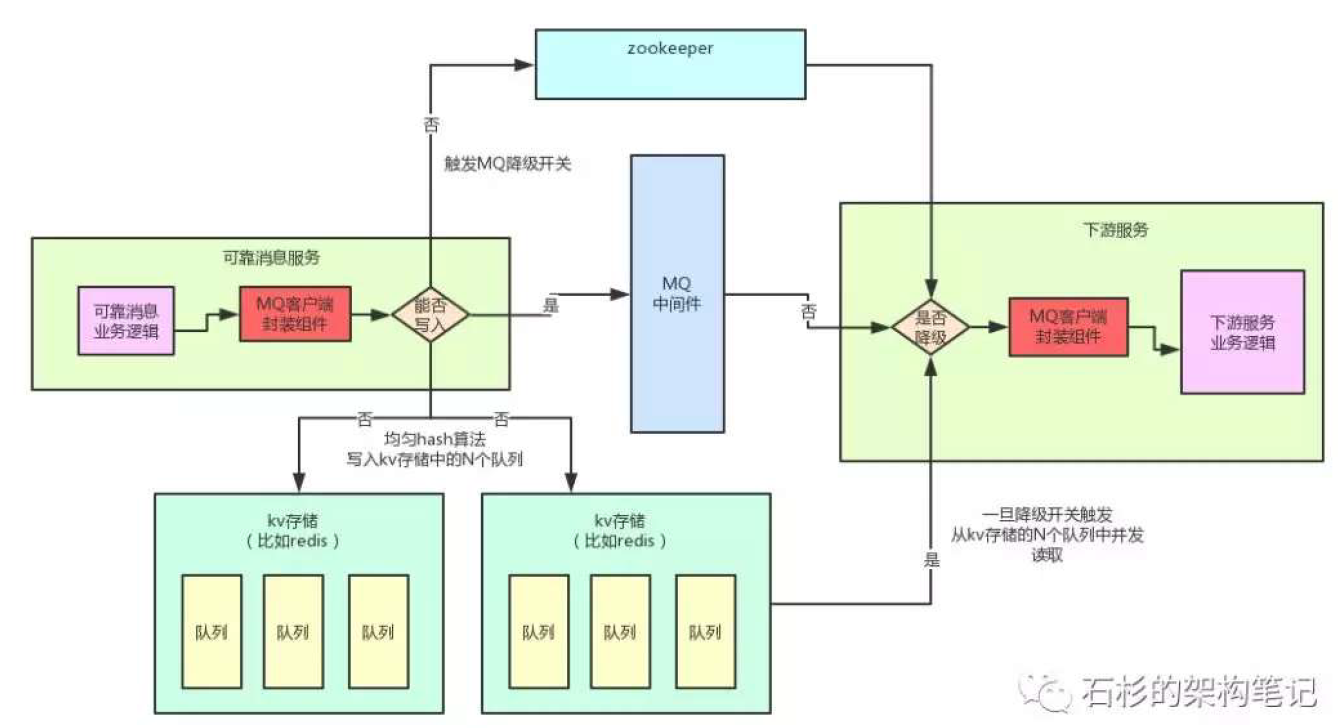 zookeeper
否
触发MQ降级开关
可靠消息服务
可靠消息
业务逻辑
MQ客户端
封装组件
能否
写入
是
MQ
中间件
否
下游服务
是否
降级
MQ客户端
封装组件
下游服务
业务逻辑
否
否
均匀hash算法
写入kv存储中的N个队列
kv存储
（比如redis）
队列
队列
队列
kv存储
（比如redis）
队列
队列
队列
一旦降级开关触发
从kv存储的N个队列中并发
读取
是
石杉的架构笔记